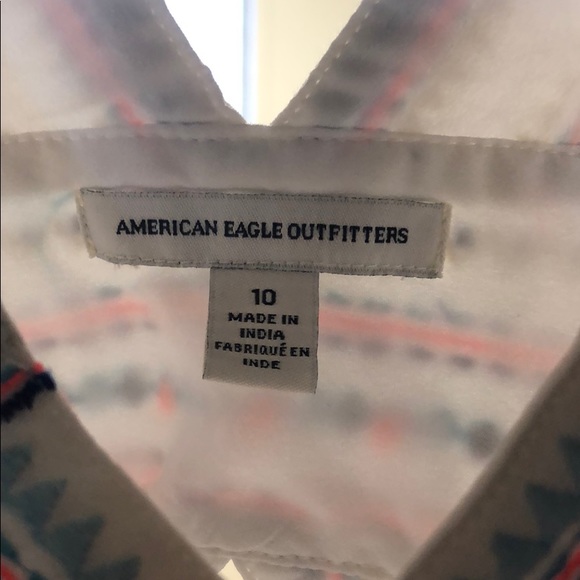 AMERICAN EAGLE OUTFITTERS
10
MADE IN
INDIA
FABRIQUÉ EN
INDE